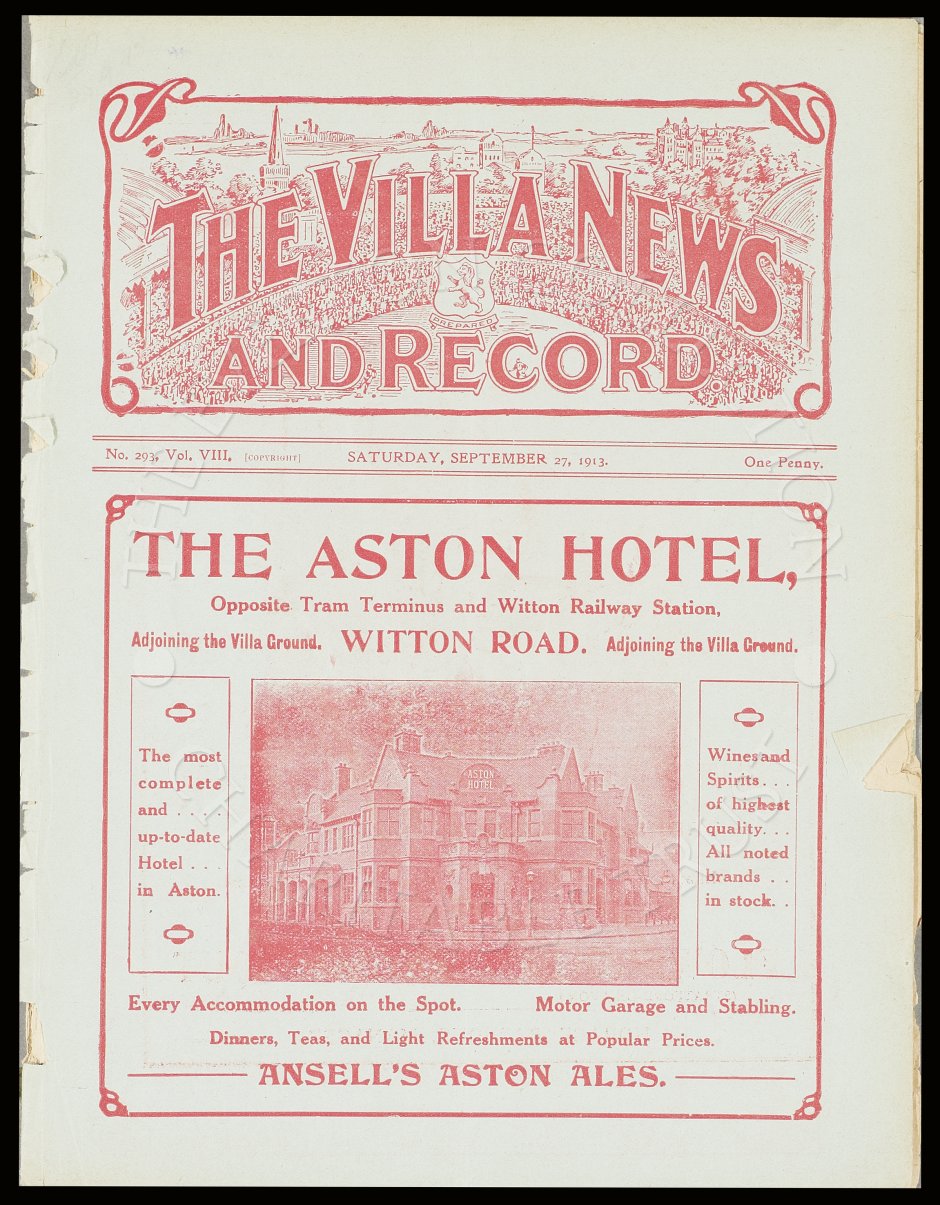 THE VILLA NEWS
PREPARED
AND RECORD.
No. 293, Vol. VIII. [COPYRIGHT] SATURDAY, SEPTEMBER 27, 1913. One Penny.
THE ASTON HOTEL,
Opposite Tram Terminus and Witton Railway Station,
Adjoining the Villa Ground. WITTON ROAD. Adjoining the Villa Ground.
The most
complete
and . . . .
up-to-date
Hotel . . .
in Aston.
ASTON
HOTEL
Wines and
Spirits. . .
of highest
quality. . .
All noted
brands . .
in stock. .
Every Accommodation on the Spot. Motor Garage and Stabling.
Dinners, Teas, and Light Refreshments at Popular Prices.
ANSELL'S ASTON ALES.